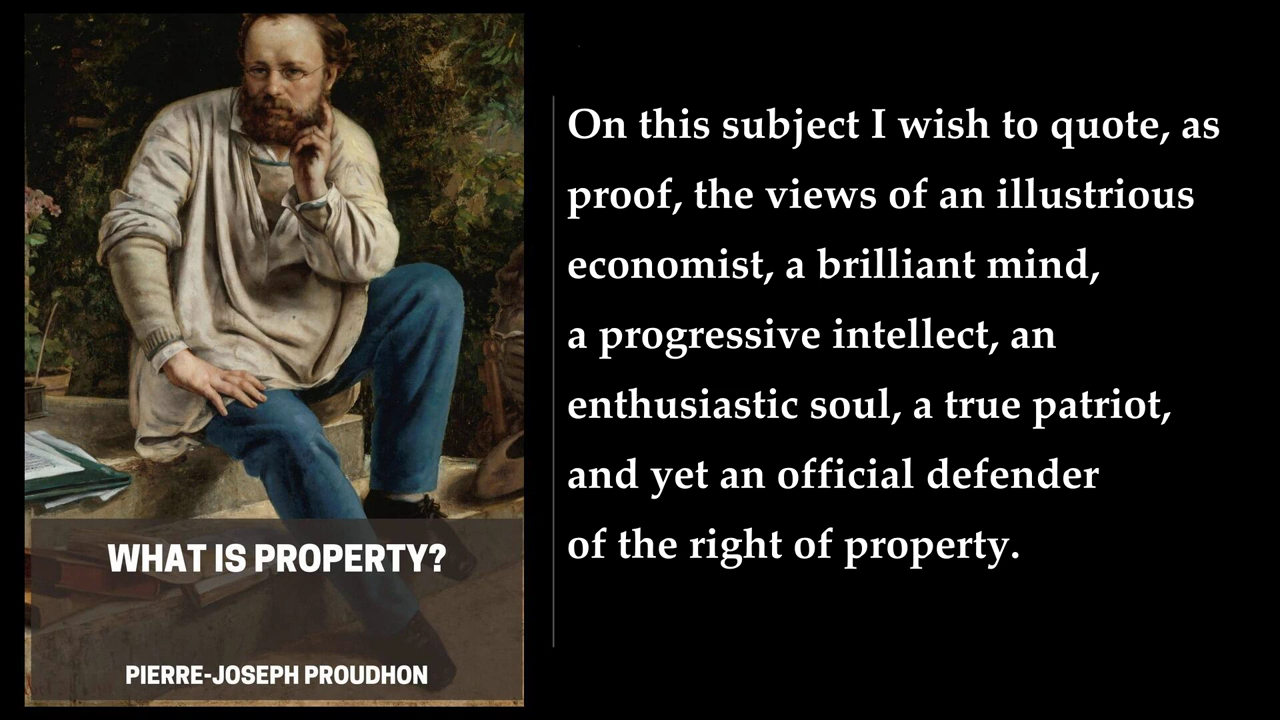 WHAT IS PROPERTY?
PIERRE-JOSEPH PROUDHON
On this subject I wish to quote, as
proof, the views of an illustrious
economist, a brilliant mind,
a progressive intellect, an
enthusiastic soul, a true patriot,
and yet an official defender
of the right of property.